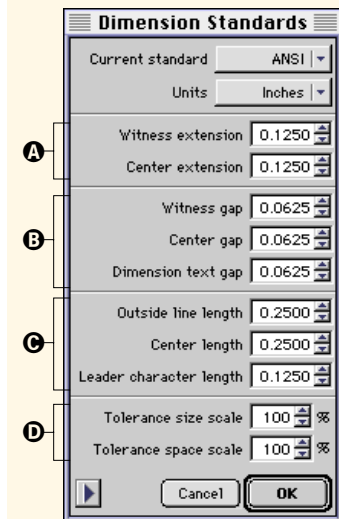 Dimension Standards
Current standard ANSI
Units Inches
A
Witness extension 0.1250
Center extension 0.1250
B
Witness gap 0.0625
Center gap 0.0625
Dimension text gap 0.0625
C
Outside line length 0.2500
Center length 0.2500
Leader character length 0.1250
D
Tolerance size scale 100 %
Tolerance space scale 100 %
Cancel OK